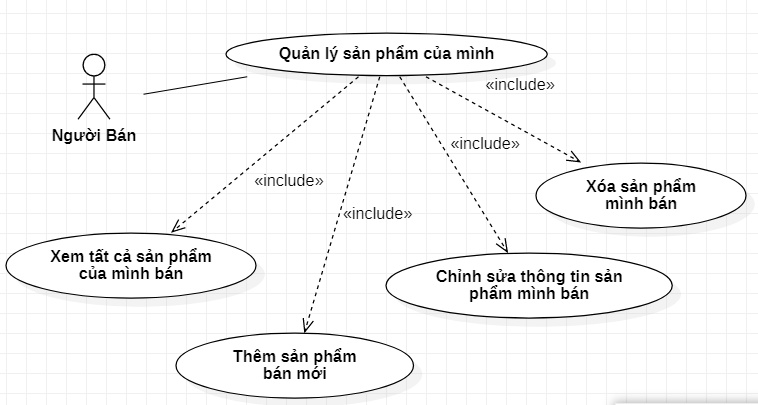 Quản lý sản phẩm của mình
Người Bán
«include»
«include»
«include»
«include»
Xóa sản phẩm
mình bán
Xem tất cả sản phẩm
của mình bán
Chỉnh sửa thông tin sản
phẩm mình bán
Thêm sản phẩm
bán mới